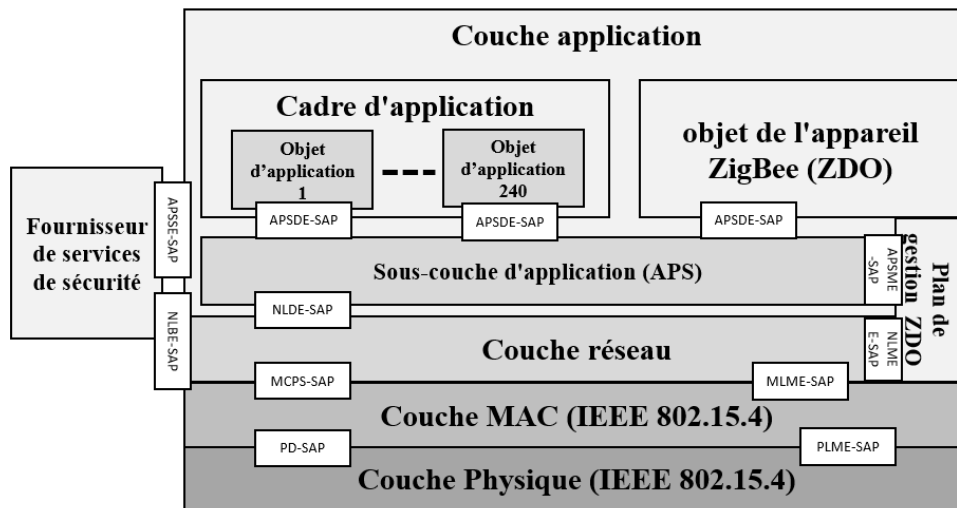 Couche application
Cadre d'application
Objet
d'application
1
Objet
d'application
240
objet de l'appareil
ZigBee (ZDO)
APSDE-SAP
APSDE-SAP
APSDE-SAP
Fournisseur
de services
de sécurité
APSSE-SAP
NLBE-SAP
Sous-couche d'application (APS)
APSME
-SAP
Plan de
gestion ZDO
NLDE-SAP
Couche réseau
NLME
E-SAP
MCPS-SAP
MLME-SAP
Couche MAC (IEEE 802.15.4)
PD-SAP
PLME-SAP
Couche Physique (IEEE 802.15.4)